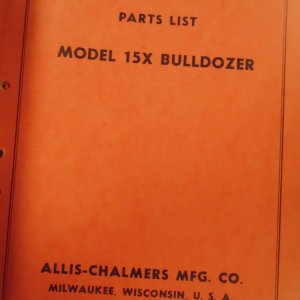 PARTS LIST
MODEL 15X BULLDOZER
ALLIS-CHALMERS MFG. CO.
MILWAUKEE, WISCONSIN, U. S. A.